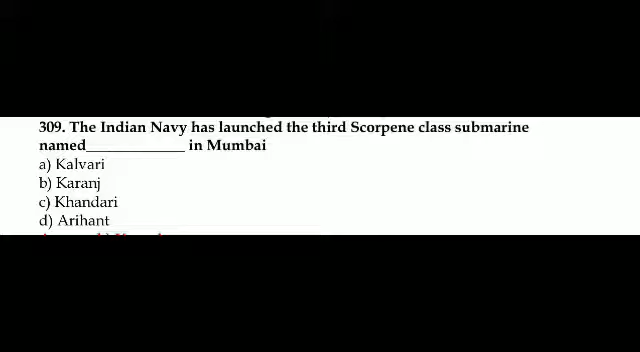 309. The Indian Navy has launched the third Scorpene class submarine
named_____________ in Mumbai
a) Kalvari
b) Karanj
c) Khandari
d) Arihant